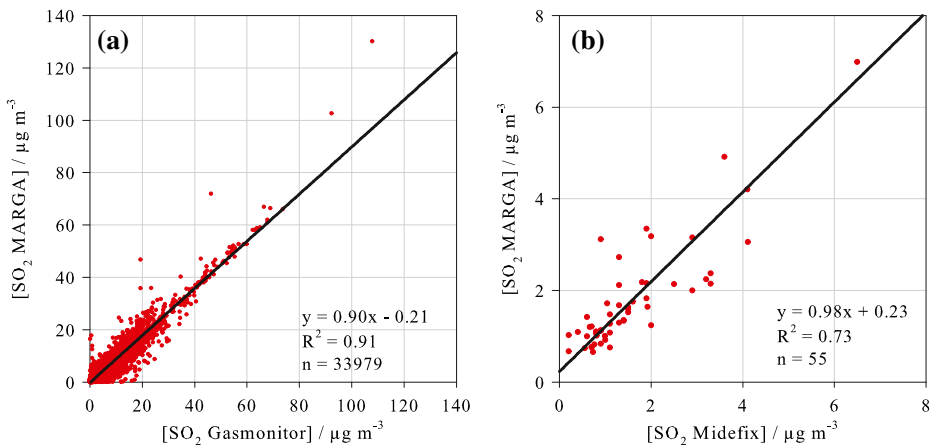 (a)
[SO₂ MARGA] / µg m⁻³
140
120
100
80
60
40
20
0
y = 0.90x - 0.21
R² = 0.91
n = 33979
0 20 40 60 80 100 120 140
[SO₂ Gasmonitor] / µg m⁻³
(b)
[SO₂ MARGA] / µg m⁻³
8
6
4
2
0
y = 0.98x + 0.23
R² = 0.73
n = 55
0 2 4 6 8
[SO₂ Midefix] / µg m⁻³